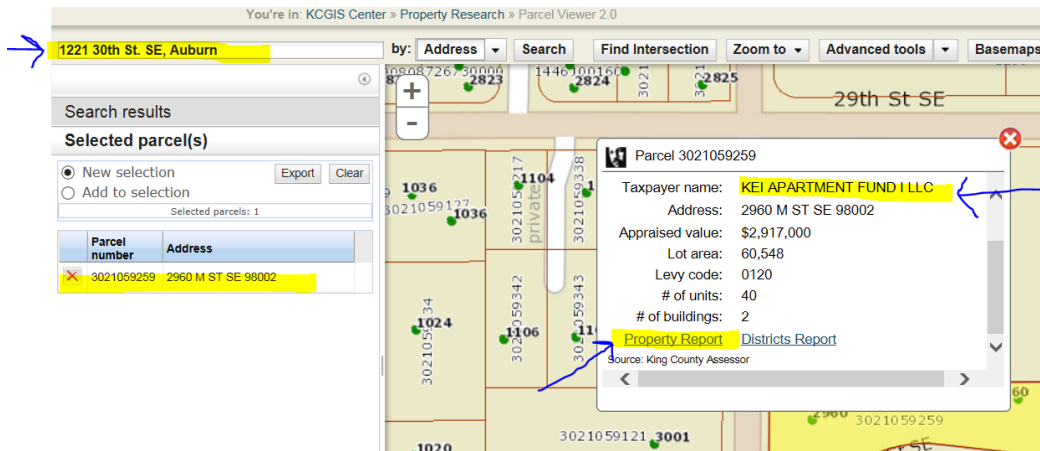 You're in: KCGIS Center » Property Research » Parcel Viewer 2.0
1221 30th St. SE, Auburn
by: Address Search Find Intersection Zoom to Advanced tools Basemaps
Search results
Selected parcel(s)
New selection
Export Clear
Add to selection
Selected parcels: 1
Parcel number Address
3021059259 2960 M ST SE 98002
+
-
2823
1446100160
2824
3021
3021
2825
29th St SE
1036
3021059127
1036
3021059217
private
1104
3021059338
1024
3021059342
1106
3021059343
1020
3021059121
3001
2960
3021059259
60
St SE
Parcel 3021059259
Taxpayer name: KEI APARTMENT FUND I LLC
Address: 2960 M ST SE 98002
Appraised value: $2,917,000
Lot area: 60,548
Levy code: 0120
# of units: 40
# of buildings: 2
Property Report Districts Report
Source: King County Assessor